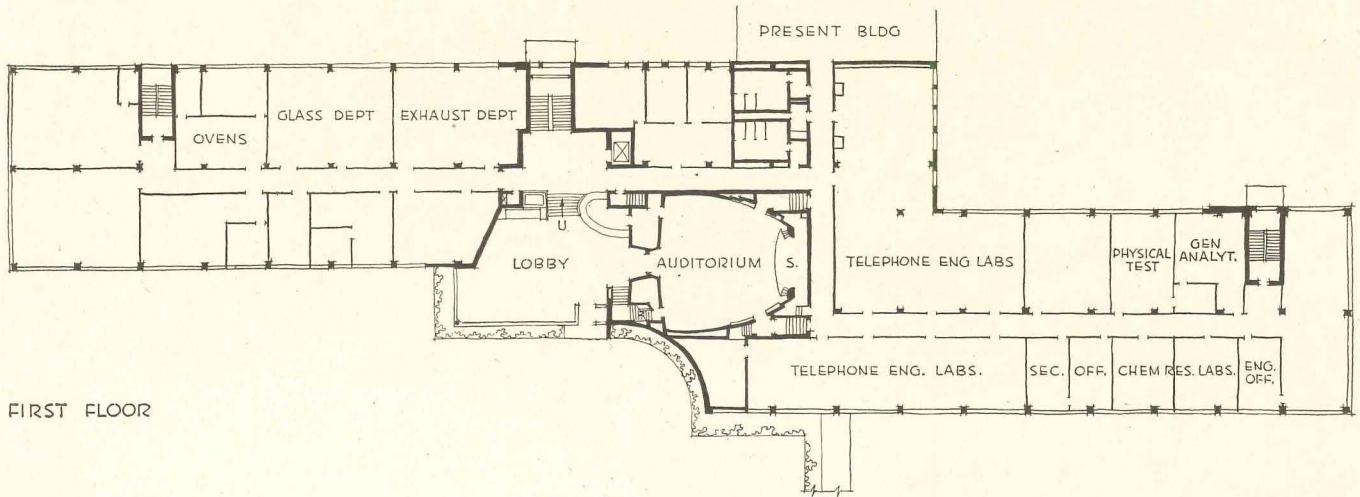 PRESENT BLDG
OVENS
GLASS DEPT
EXHAUST DEPT
U
LOBBY
AUDITORIUM
S.
TELEPHONE ENG LABS
PHYSICAL
TEST
GEN
ANALYT.
TELEPHONE ENG. LABS.
SEC.
OFF.
CHEM RES. LABS.
ENG.
OFF.
FIRST FLOOR